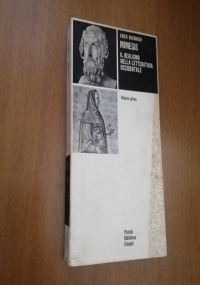 ERICH AUERBACH
MIMESIS
IL REALISMO
NELLA LETTERATURA
OCCIDENTALE
Volume primo
Piccola
Biblioteca
Einaudi